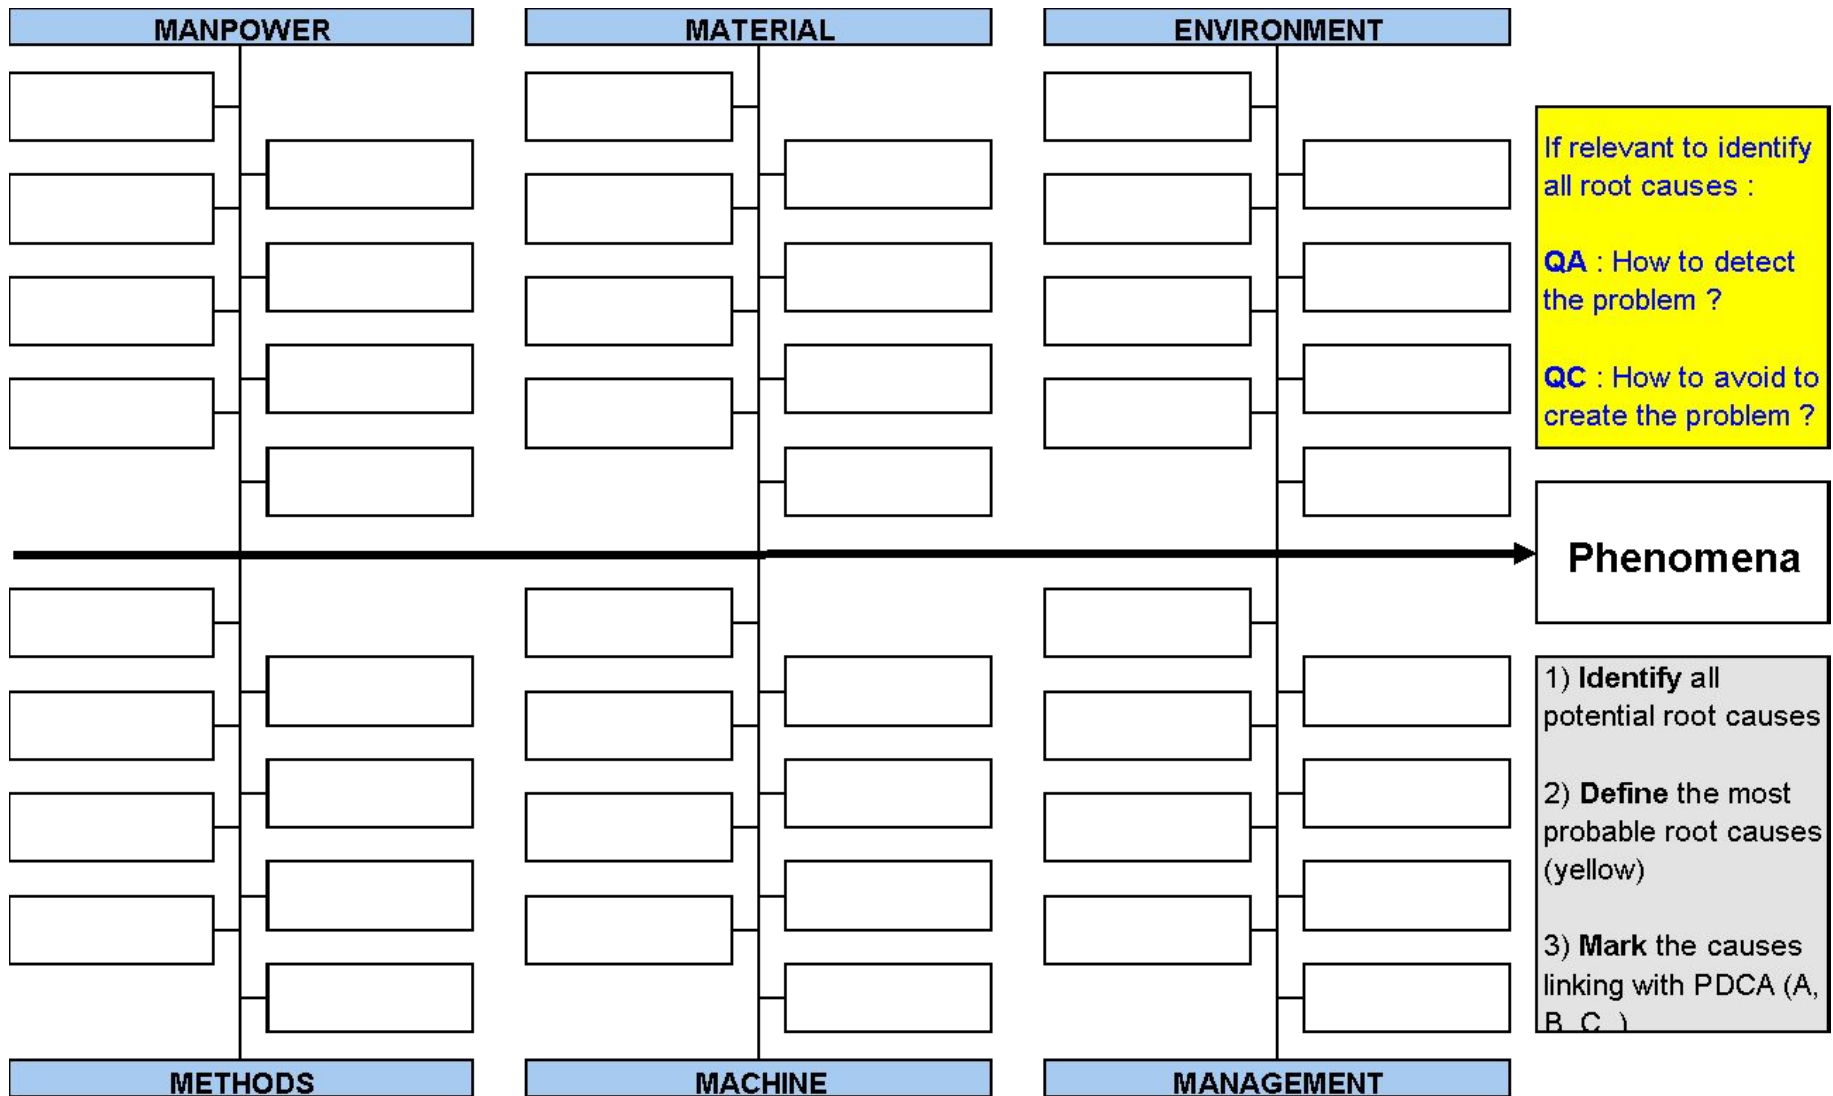 MANPOWER
MATERIAL
ENVIRONMENT
If relevant to identify
all root causes :
QA : How to detect
the problem ?
QC : How to avoid to
create the problem ?
Phenomena
1) Identify all
potential root causes
2) Define the most
probable root causes
(yellow)
3) Mark the causes
linking with PDCA (A,
B, C..)
METHODS
MACHINE
MANAGEMENT